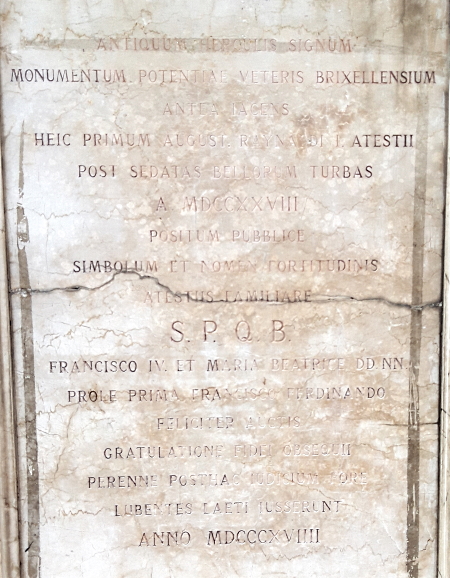 ANTIQUUM HERCULIS SIGNUM
MONUMENTUM POTENTIAE VETERIS BRIXELLENSIUM
ANTEA IACENS
HEIC PRIMUM AUGUST. RAYNALDI I. ATESTII
POST SEDATAS BELLORUM TURBAS
A MDCCXXVIII
POSITUM PUBBLICE
SIMBOLUM ET NOMEN FORTITUDINIS
ATESTIIS FAMILIARE
S. P. Q. B.
FRANCISCO IV. ET MARIA BEATRICE DD. NN.
PROLE PRIMA FRANCISCO FERDINANDO
FELICITER AUCTIS
GRATULATIONE FIDEI OBSEQUII
PERENNE POSTHAC FORE
LUBENTES LAETI JUSSERUNT
ANNO MDCCCXVIIII